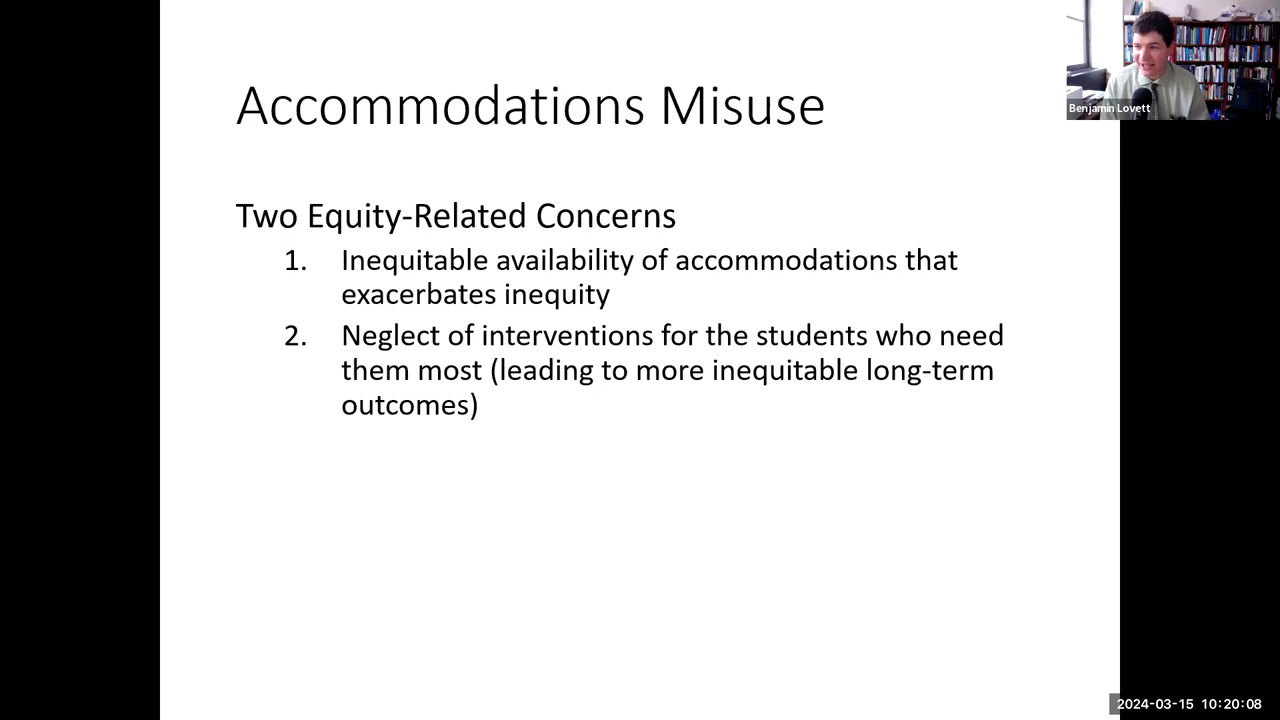 Accommodations Misuse
Benjamin Lovett
Two Equity-Related Concerns
1. Inequitable availability of accommodations that
exacerbates inequity
2. Neglect of interventions for the students who need
them most (leading to more inequitable long-term
outcomes)
2024-03-15 10:20:08